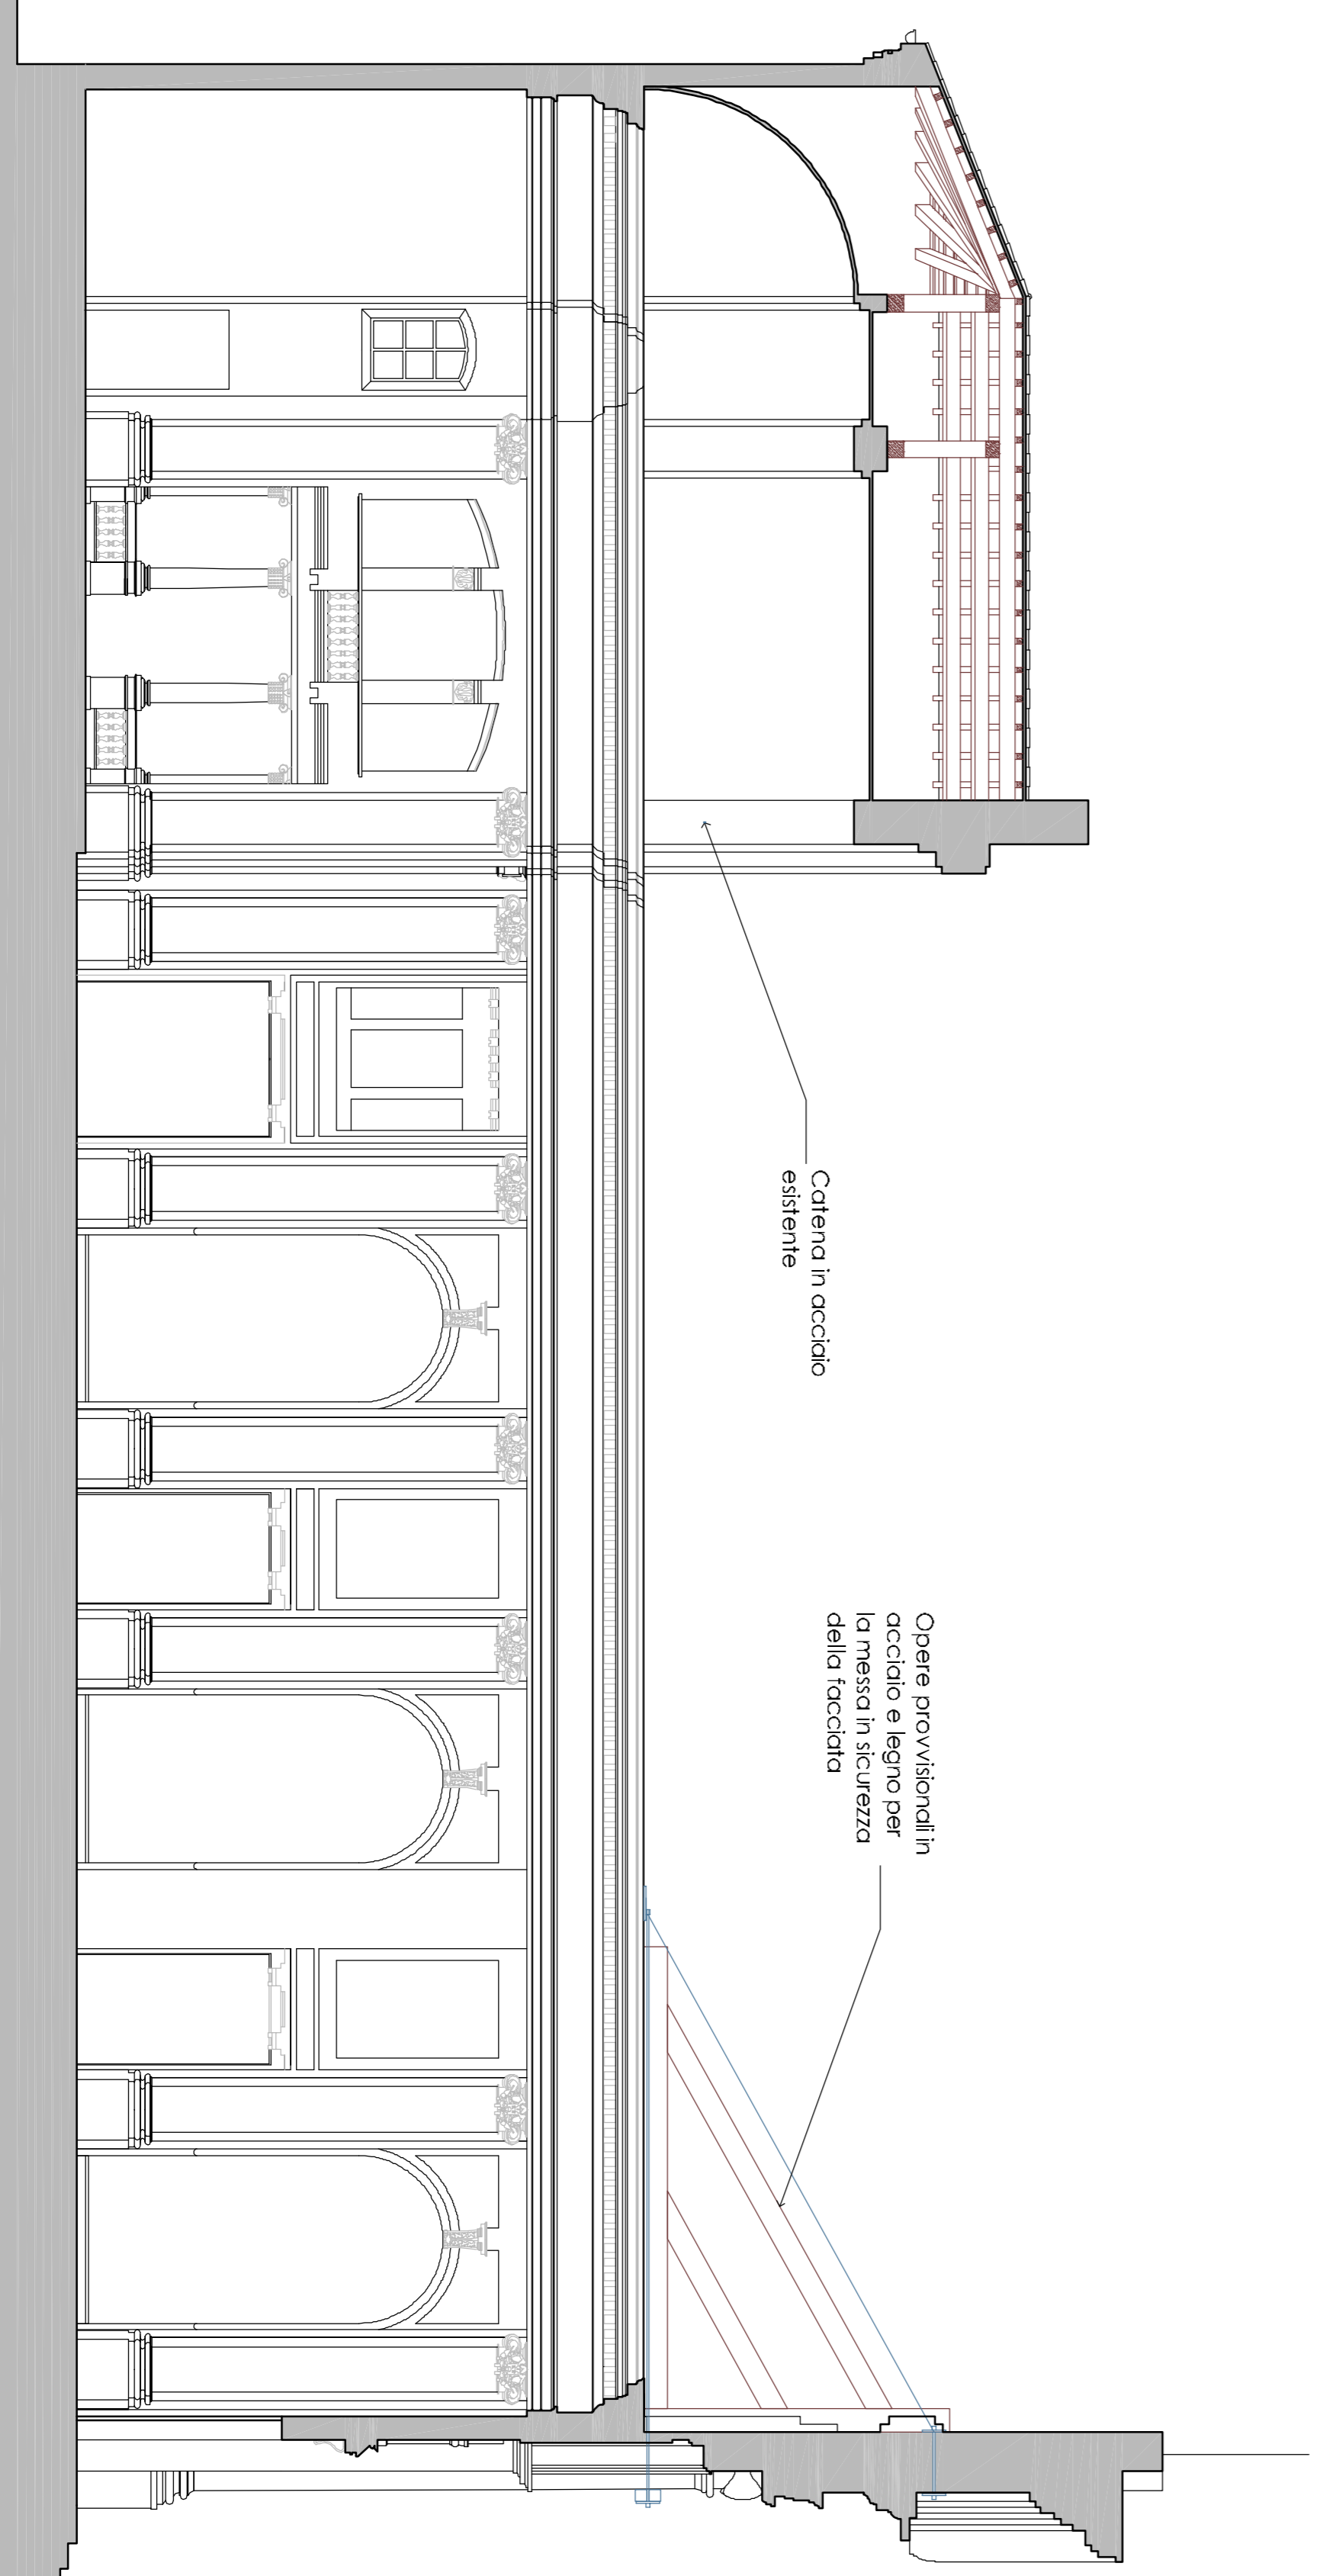 Catena in acciaio
esistente
Opere provvisionali in
acciaio e legno per
la messa in sicurezza
della facciata